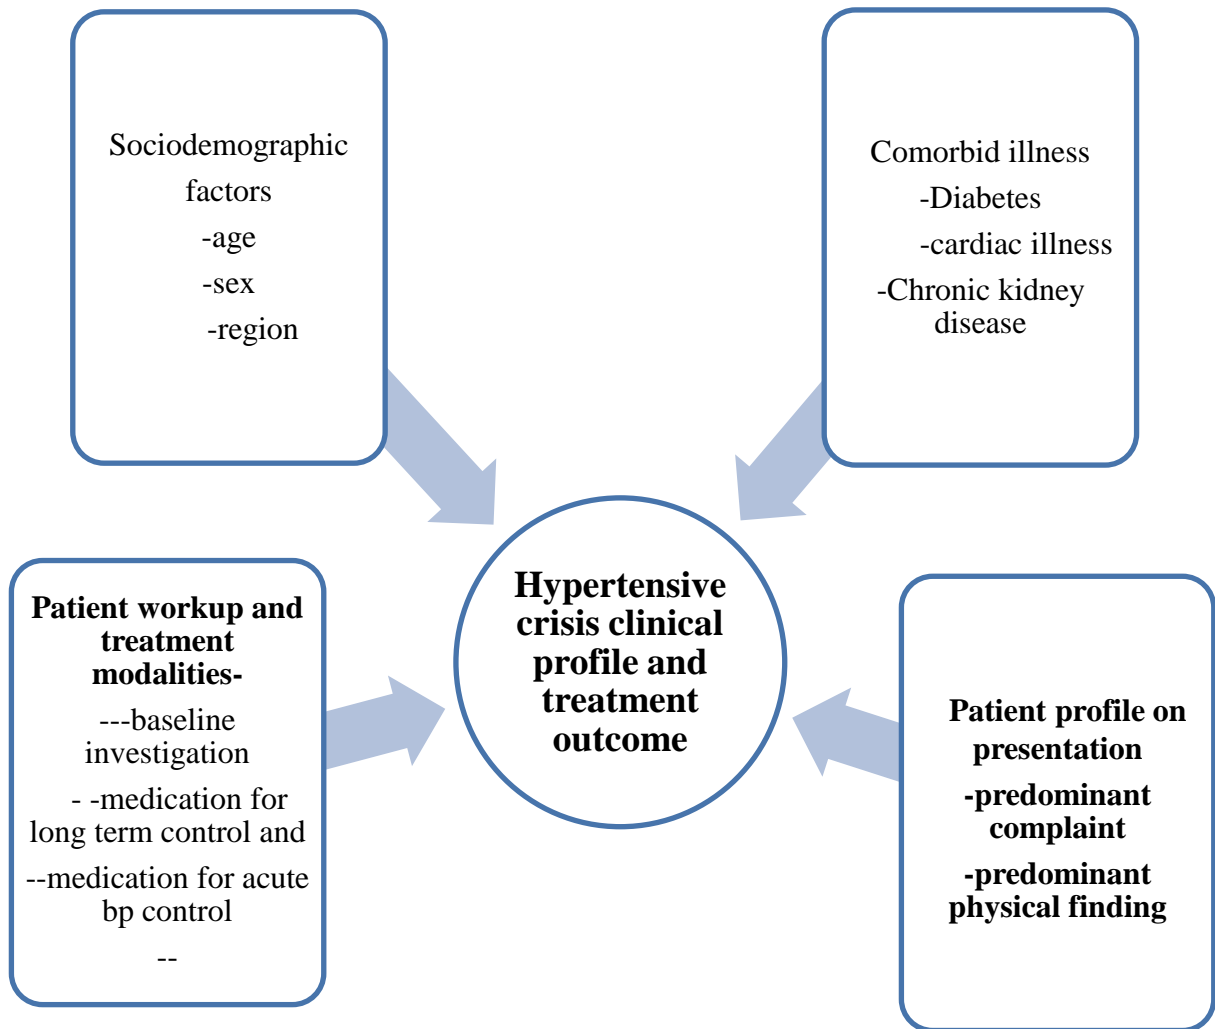 Sociodemographic
factors
-age
-sex
-region
Comorbid illness
-Diabetes
-cardiac illness
-Chronic kidney
disease
Hypertensive
crisis clinical
profile and
treatment
outcome
Patient workup and
treatment
modalities-
---baseline
investigation
- -medication for
long term control and
--medication for acute
bp control
--
Patient profile on
presentation
-predominant
complaint
-predominant
physical finding